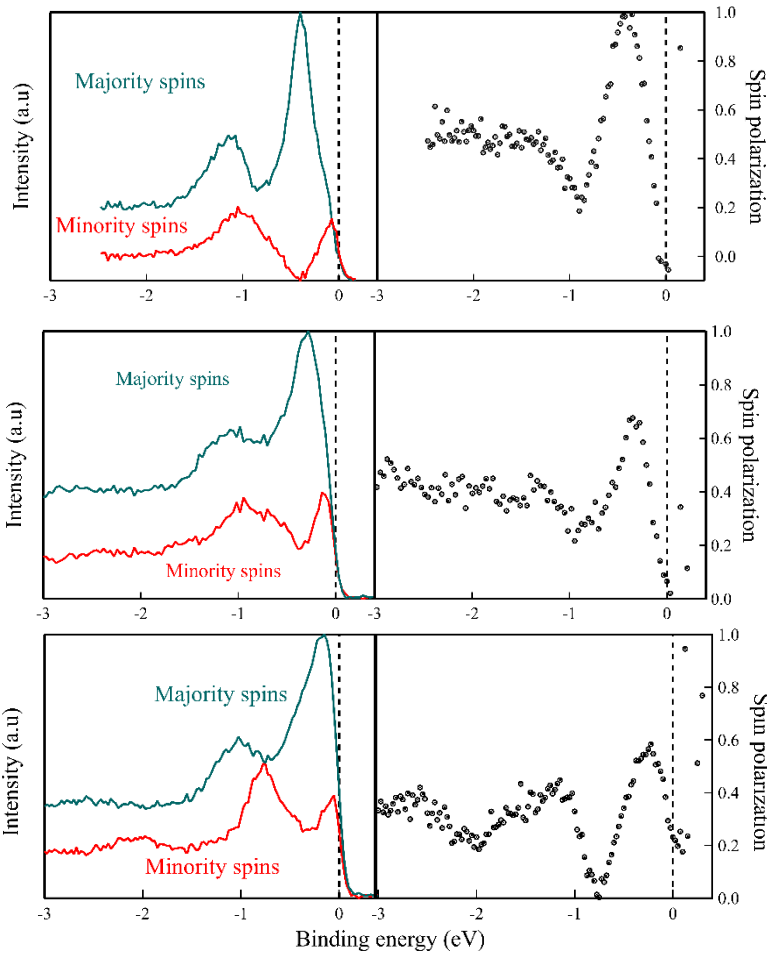 Intensity (a.u)
Majority spins
Minority spins
-3 -2 -1 0
-3 -2 -1 0
1.0
0.8
0.6
0.4
0.2
0.0
Spin polarization
Intensity (a.u)
Majority spins
Minority spins
-3 -2 -1 0
-3 -2 -1 0
1.0
0.8
0.6
0.4
0.2
0.0
Spin polarization
Intensity (a.u)
Majority spins
Minority spins
-3 -2 -1 0
-3 -2 -1 0
1.0
0.8
0.6
0.4
0.2
0.0
Spin polarization
Binding energy (eV)